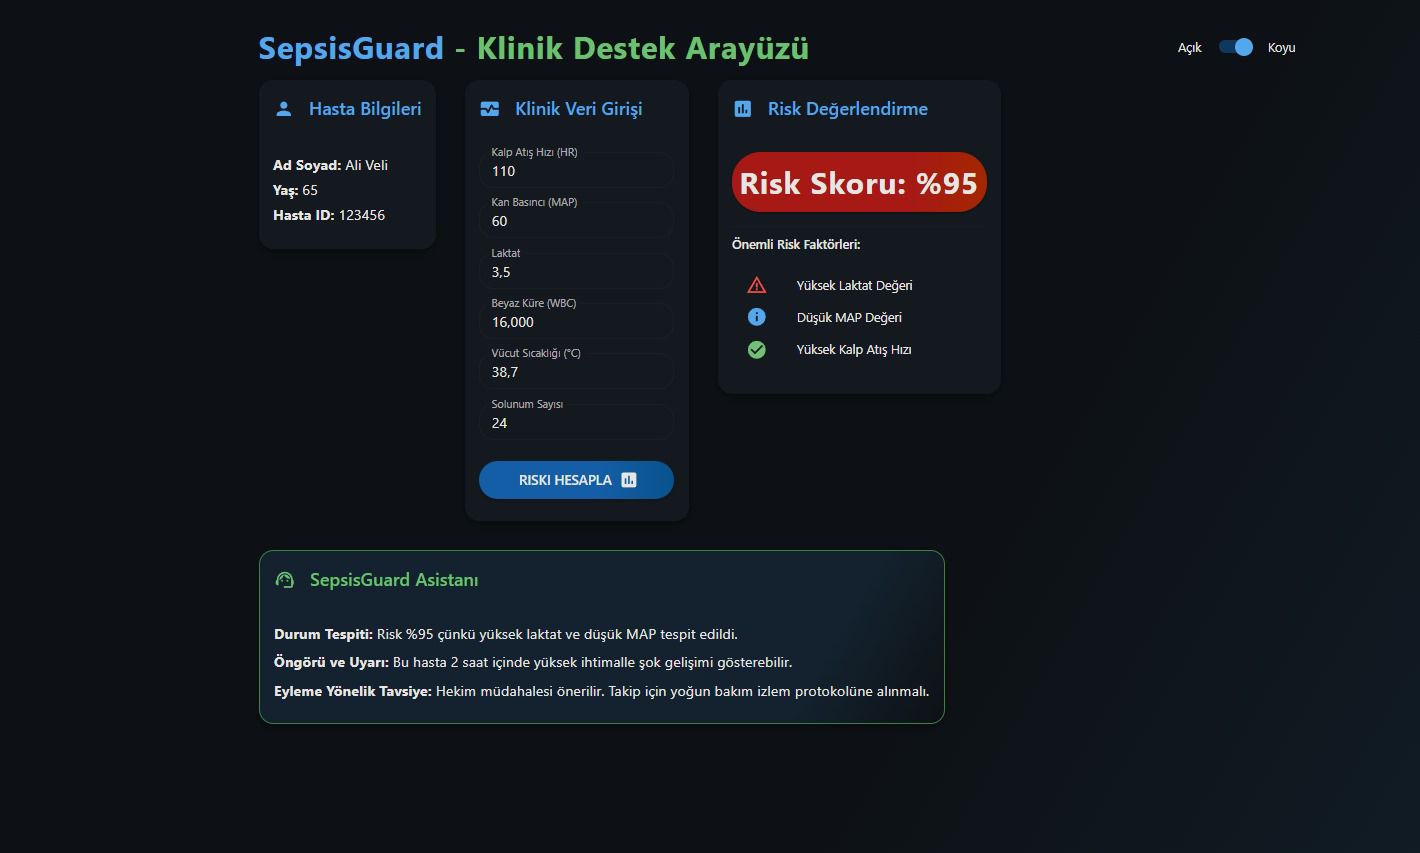 SepsisGuard - Klinik Destek Arayüzü
Açık
Koyu
Hasta Bilgileri
Ad Soyad: Ali Veli
Yaş: 65
Hasta ID: 123456
Klinik Veri Girişi
Kalp Atış Hızı (HR)
110
Kan Basıncı (MAP)
60
Laktat
3,5
Beyaz Küre (WBC)
16,000
Vücut Sıcaklığı (°C)
38,7
Solunum Sayısı
24
RISKI HESAPLA
Risk Değerlendirme
Risk Skoru: %95
Önemli Risk Faktörleri:
Yüksek Laktat Değeri
Düşük MAP Değeri
Yüksek Kalp Atış Hızı
SepsisGuard Asistanı
Durum Tespiti: Risk %95 çünkü yüksek laktat ve düşük MAP tespit edildi.
Öngörü ve Uyarı: Bu hasta 2 saat içinde yüksek ihtimalle şok gelişimi gösterebilir.
Eyleme Yönelik Tavsiye: Hekim müdahalesi önerilir. Takip için yoğun bakım izlem protokolüne alınmalı.